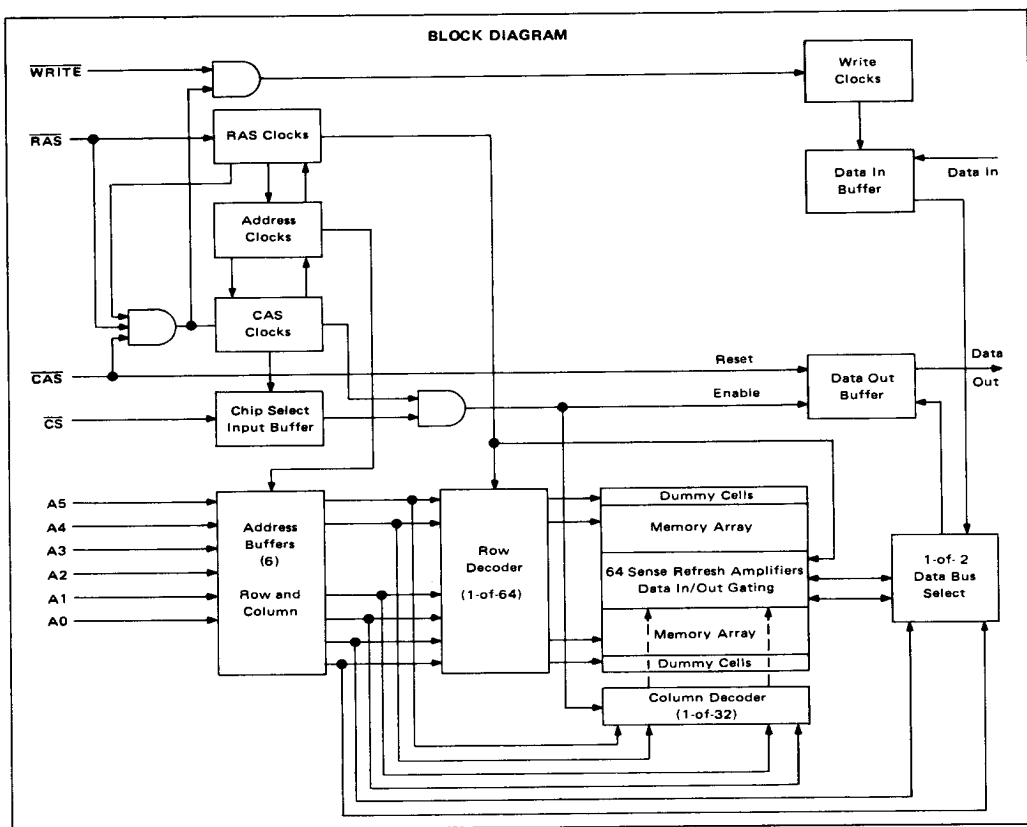 BLOCK DIAGRAM
WRITE
Write
Clocks
RAS
RAS Clocks
Data In
Buffer
Data In
Address
Clocks
CAS
Clocks
CAS
Reset
Data
Out
Data Out
Buffer
CS
Chip Select
Input Buffer
Enable
A5
A4
A3
A2
A1
A0
Address
Buffers
(6)
Row and
Column
Row
Decoder
(1-of-64)
Dummy Cells
Memory Array
64 Sense Refresh Amplifiers
Data In/Out Gating
Memory Array
Dummy Cells
1-of-2
Data Bus
Select
Column Decoder
(1-of-32)